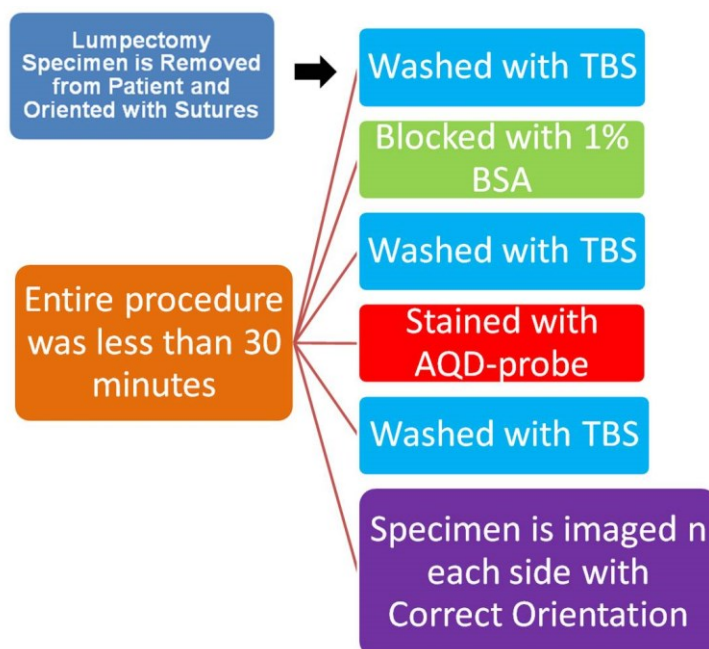 Lumpectomy
Specimen is Removed
from Patient and
Oriented with Sutures
Washed with TBS
Blocked with 1%
BSA
Washed with TBS
Entire procedure
was less than 30
minutes
Stained with
AQD-probe
Washed with TBS
Specimen is imaged n
each side with
Correct Orientation